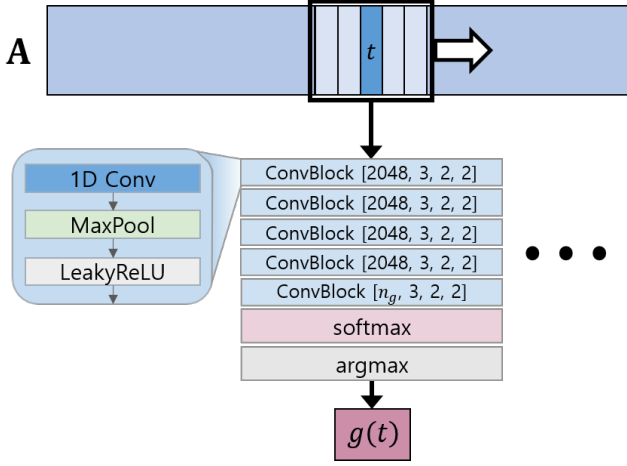 A
t
ConvBlock [2048, 3, 2, 2]
1D Conv
ConvBlock [2048, 3, 2, 2]
MaxPool
ConvBlock [2048, 3, 2, 2]
ConvBlock [2048, 3, 2, 2]
LeakyReLU
ConvBlock [n_g, 3, 2, 2]
softmax
argmax
g(t)